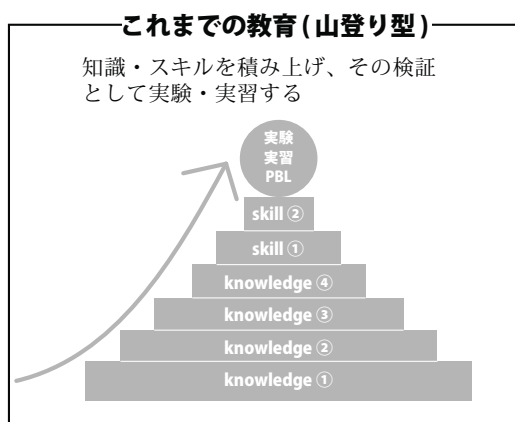 これまでの教育(山登り型)
知識・スキルを積み上げ、その検証
として実験・実習する
実験
実習
PBL
skill ②
skill ①
knowledge ④
knowledge ③
knowledge ②
knowledge ①